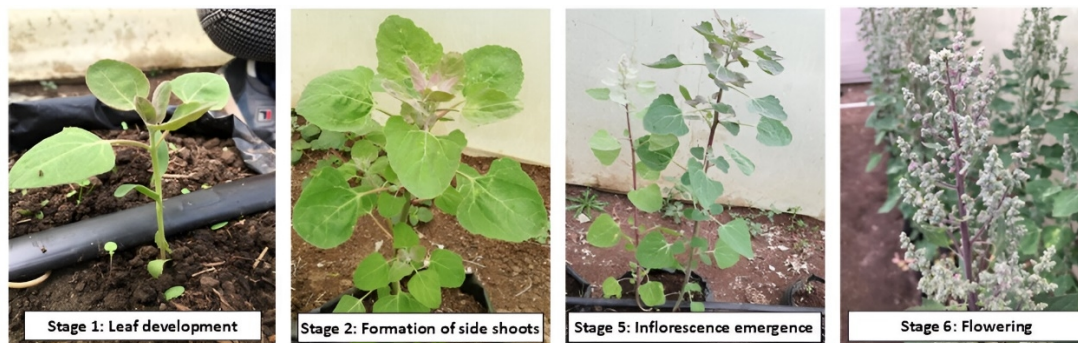 Stage 1: Leaf development
Stage 2: Formation of side shoots
Stage 5: Inflorescence emergence
Stage 6: Flowering